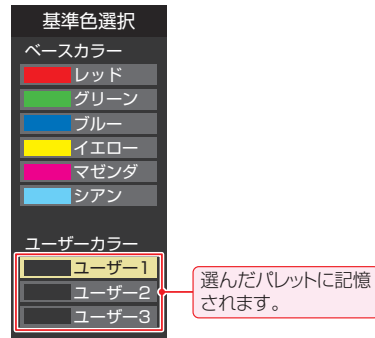 基準色選択
ベースカラー
レッド
グリーン
ブルー
イエロー
マゼンダ
シアン
ユーザーカラー
ユーザー1
ユーザー2
ユーザー3
選んだパレットに記憶
されます。